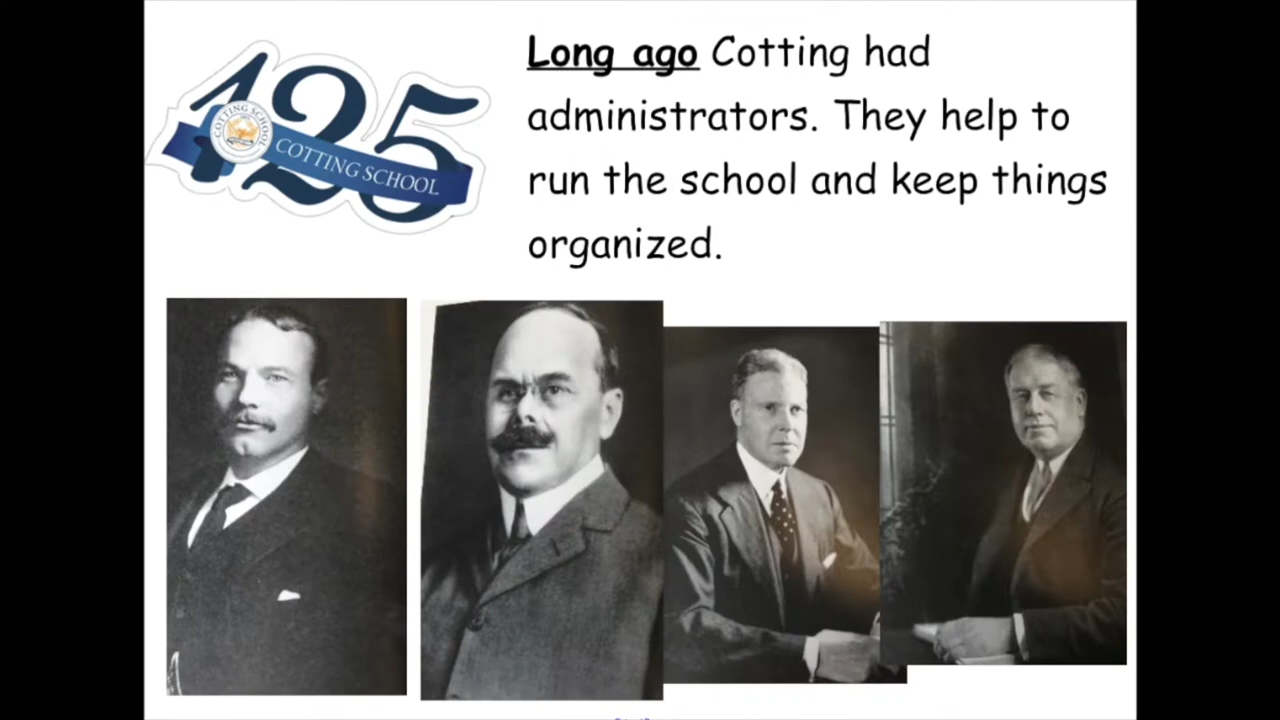 125
COTTING SCHOOL
COTTING SCHOOL
Long ago Cotting had
administrators. They help to
run the school and keep things
organized.